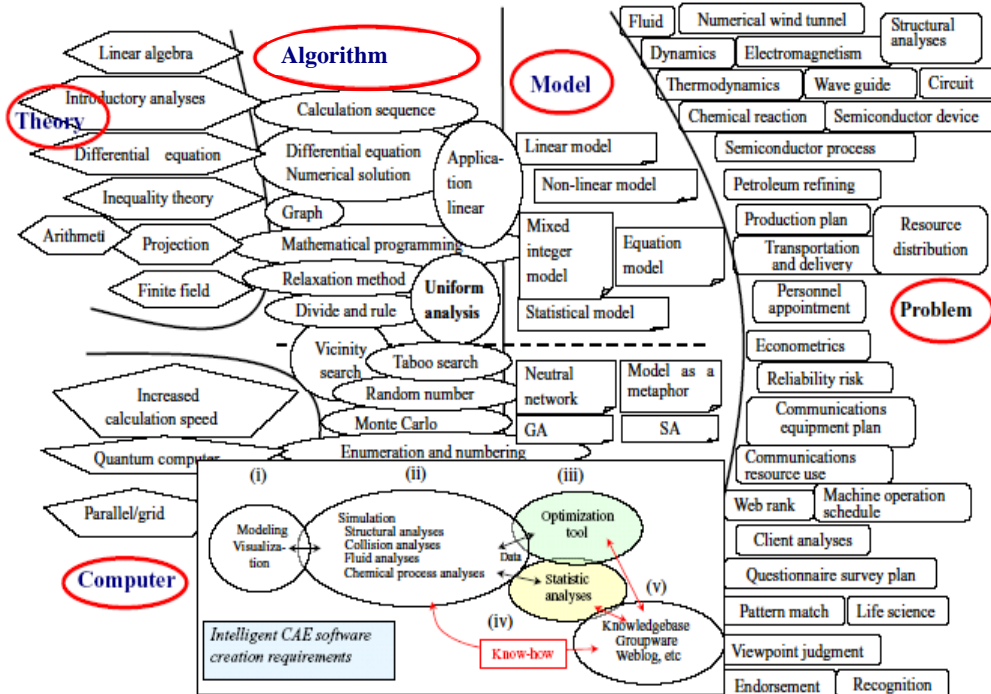 Theory
Linear algebra
Introductory analyses
Differential equation
Inequality theory
Arithmeti
Projection
Finite field
Algorithm
Calculation sequence
Differential equation
Numerical solution
Applica-
tion
linear
Graph
Mathematical programming
Relaxation method
Uniform
analysis
Divide and rule
Vicinity
search
Taboo search
Random number
Monte Carlo
Enumeration and numbering
Model
Linear model
Non-linear model
Mixed
integer
model
Equation
model
Statistical model
Neutral
network
Model as a
metaphor
GA
SA
Fluid
Numerical wind tunnel
Structural
analyses
Dynamics
Electromagnetism
Thermodynamics
Wave guide
Circuit
Chemical reaction
Semiconductor device
Semiconductor process
Petroleum refining
Production plan
Resource
distribution
Transportation
and delivery
Personnel
appointment
Problem
Econometrics
Reliability risk
Communications
equipment plan
Communications
resource use
Web rank
Machine operation
schedule
Client analyses
Questionnaire survey plan
Pattern match
Life science
Viewpoint judgment
Endorsement
Recognition
Increased
calculation speed
Quantum computer
Parallel/grid
Computer
(i)
(ii)
(iii)
Modeling
Visualiza-
tion
Simulation
Structural analyses
Collision analyses
Fluid analyses
Chemical process analyses
Data
Optimization
tool
Statistic
analyses
(iv)
(v)
Knowledgebase
Groupware
Weblog, etc
Know-how
Intelligent CAE software
creation requirements